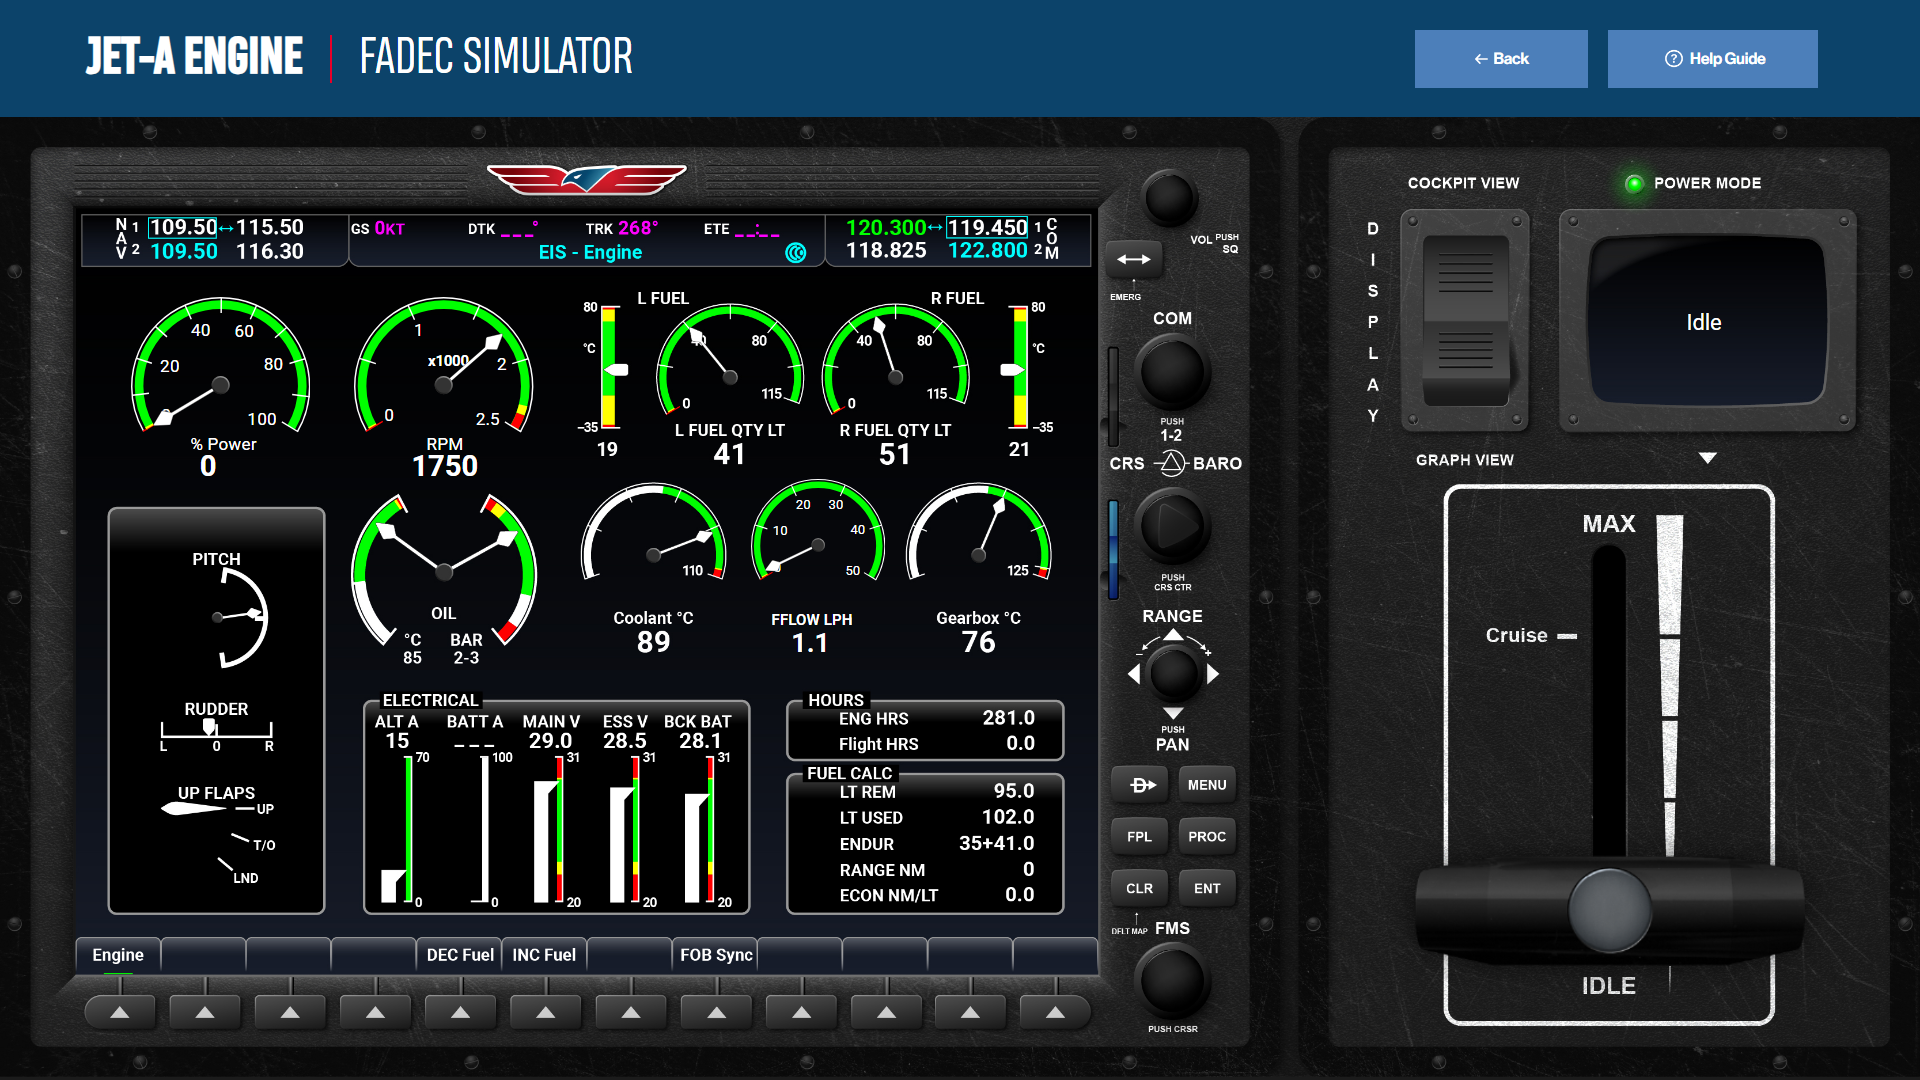 JET-A ENGINE | FADEC SIMULATOR
← Back
? Help Guide
NAV
1 109.50↔115.50
2 109.50 116.30
GS 0KT DTK _ _ _° TRK 268° ETE _ _:_ _
EIS - Engine
120.300↔119.450 1
118.825 122.800 2
COM
20 40 60 80 100
% Power
0
0 1 2 2.5
x1000
RPM
1750
L FUEL
80
°C
-35
19
0 40 80 115
L FUEL QTY LT
41
R FUEL
0 40 80 115
R FUEL QTY LT
51
80
°C
-35
21
PITCH
RUDDER
L 0 R
UP FLAPS
UP
T/O
LND
OIL
°C BAR
85 2-3
110
Coolant °C
89
0 10 20 30 40 50
FFLOW LPH
1.1
125
Gearbox °C
76
ELECTRICAL
ALT A BATT A MAIN V ESS V BCK BAT
15 _ _ _ 29.0 28.5 28.1
70 100 31 31 31
0 0 20 20 20
HOURS
ENG HRS 281.0
Flight HRS 0.0
FUEL CALC
LT REM 95.0
LT USED 102.0
ENDUR 35+41.0
RANGE NM 0
ECON NM/LT 0.0
Engine DEC Fuel INC Fuel FOB Sync
VOL PUSH SQ
EMERG
COM
PUSH
1-2
CRS BARO
PUSH
CRS CTR
RANGE
- +
PUSH
PAN
D MENU
FPL PROC
CLR ENT
DFLT MAP FMS
PUSH CRSR
COCKPIT VIEW
DISPLAY
GRAPH VIEW
POWER MODE
Idle
MAX
Cruise
IDLE